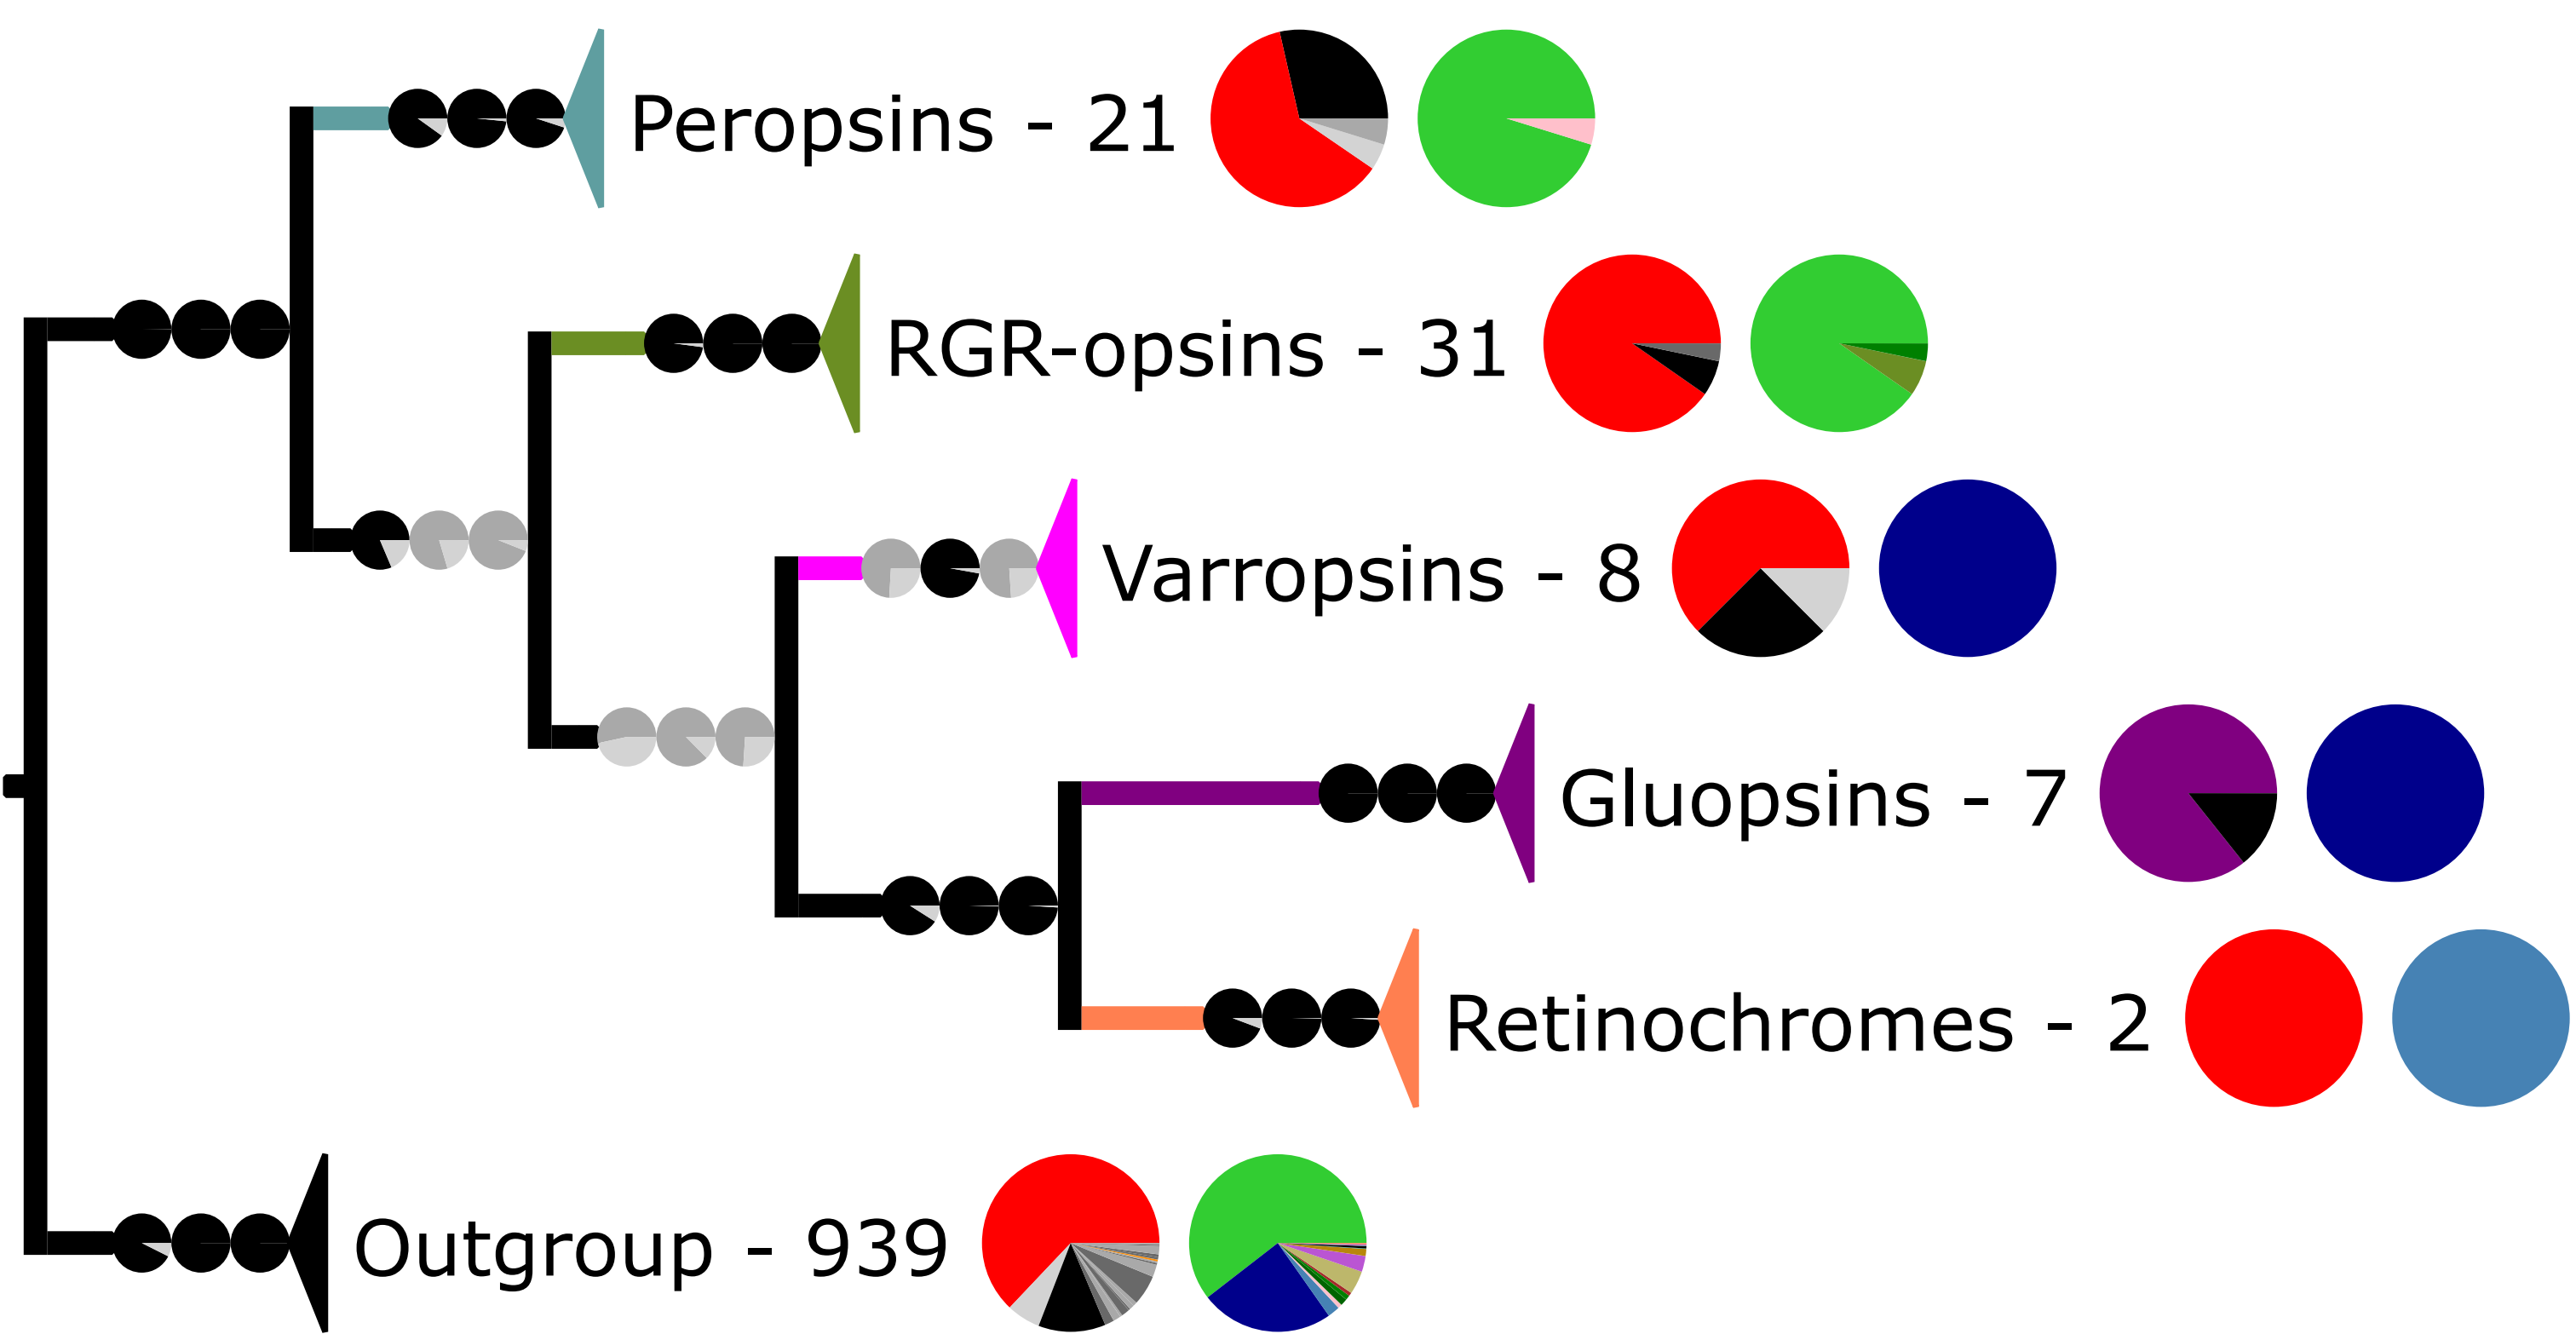 Peropsins - 21
RGR-opsins - 31
Varropsins - 8
Gluopsins - 7
Retinochromes - 2
Outgroup - 939